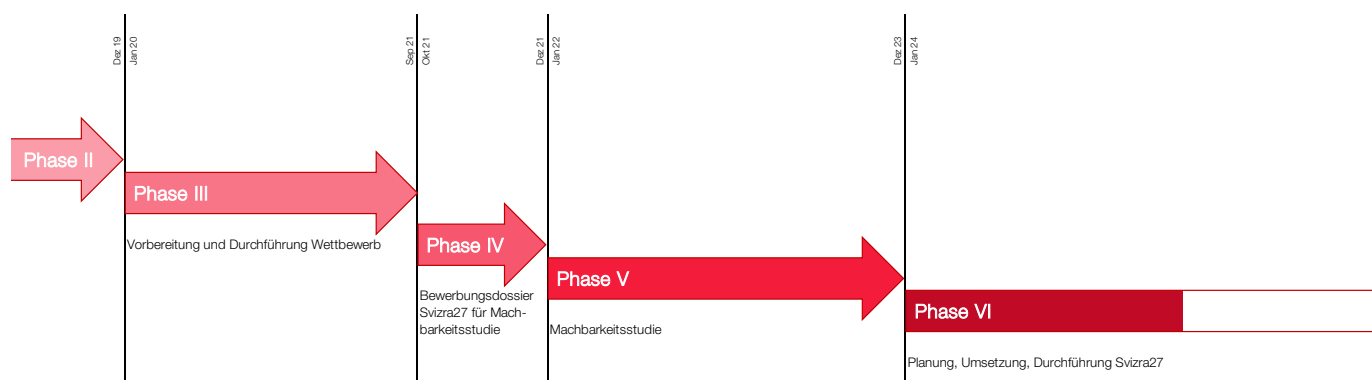 Dez 19
Jan 20
Sep 21
Okt 21
Dez 21
Jan 22
Dez 23
Jan 24
Phase II
Phase III
Vorbereitung und Durchführung Wettbewerb
Phase IV
Bewerbungsdossier
Svizra27 für Mach-
barkeitsstudie
Phase V
Machbarkeitsstudie
Phase VI
Planung, Umsetzung, Durchführung Svizra27